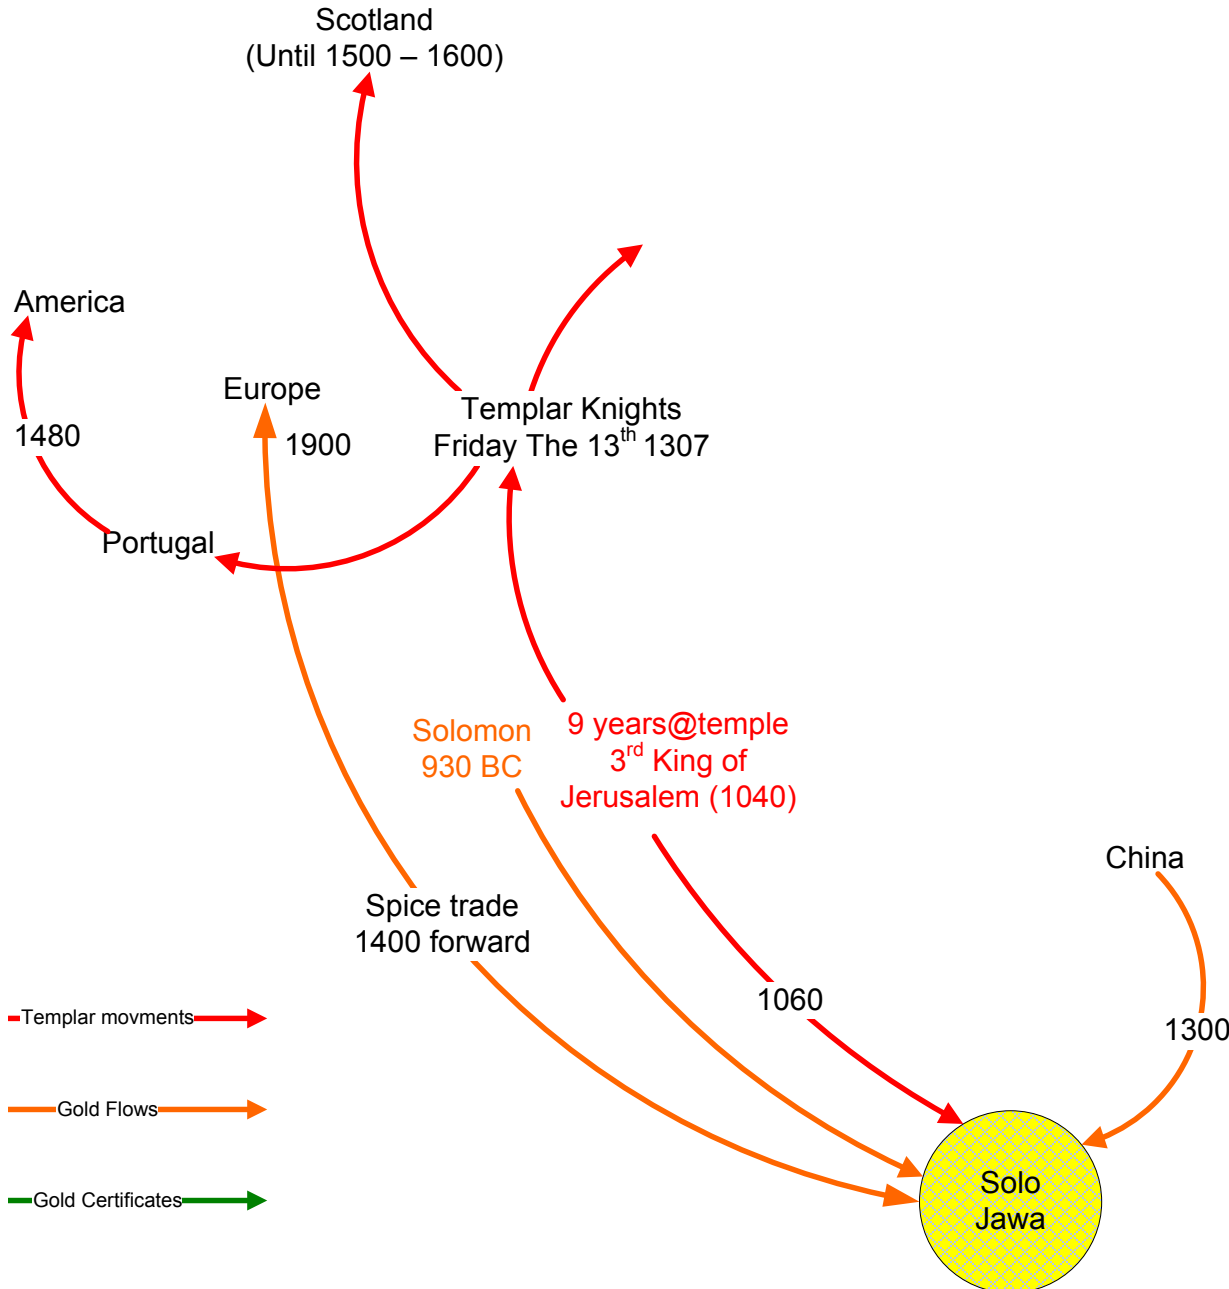 Scotland
(Until 1500 – 1600)
America
Europe
Templar Knights
1480
1900
Friday The 13th 1307
Portugal
Solomon
930 BC
9 years@temple
3rd King of
Jerusalem (1040)
China
Spice trade
1400 forward
1060
Templar movments
1300
Gold Flows
Gold Certificates
Solo
Jawa